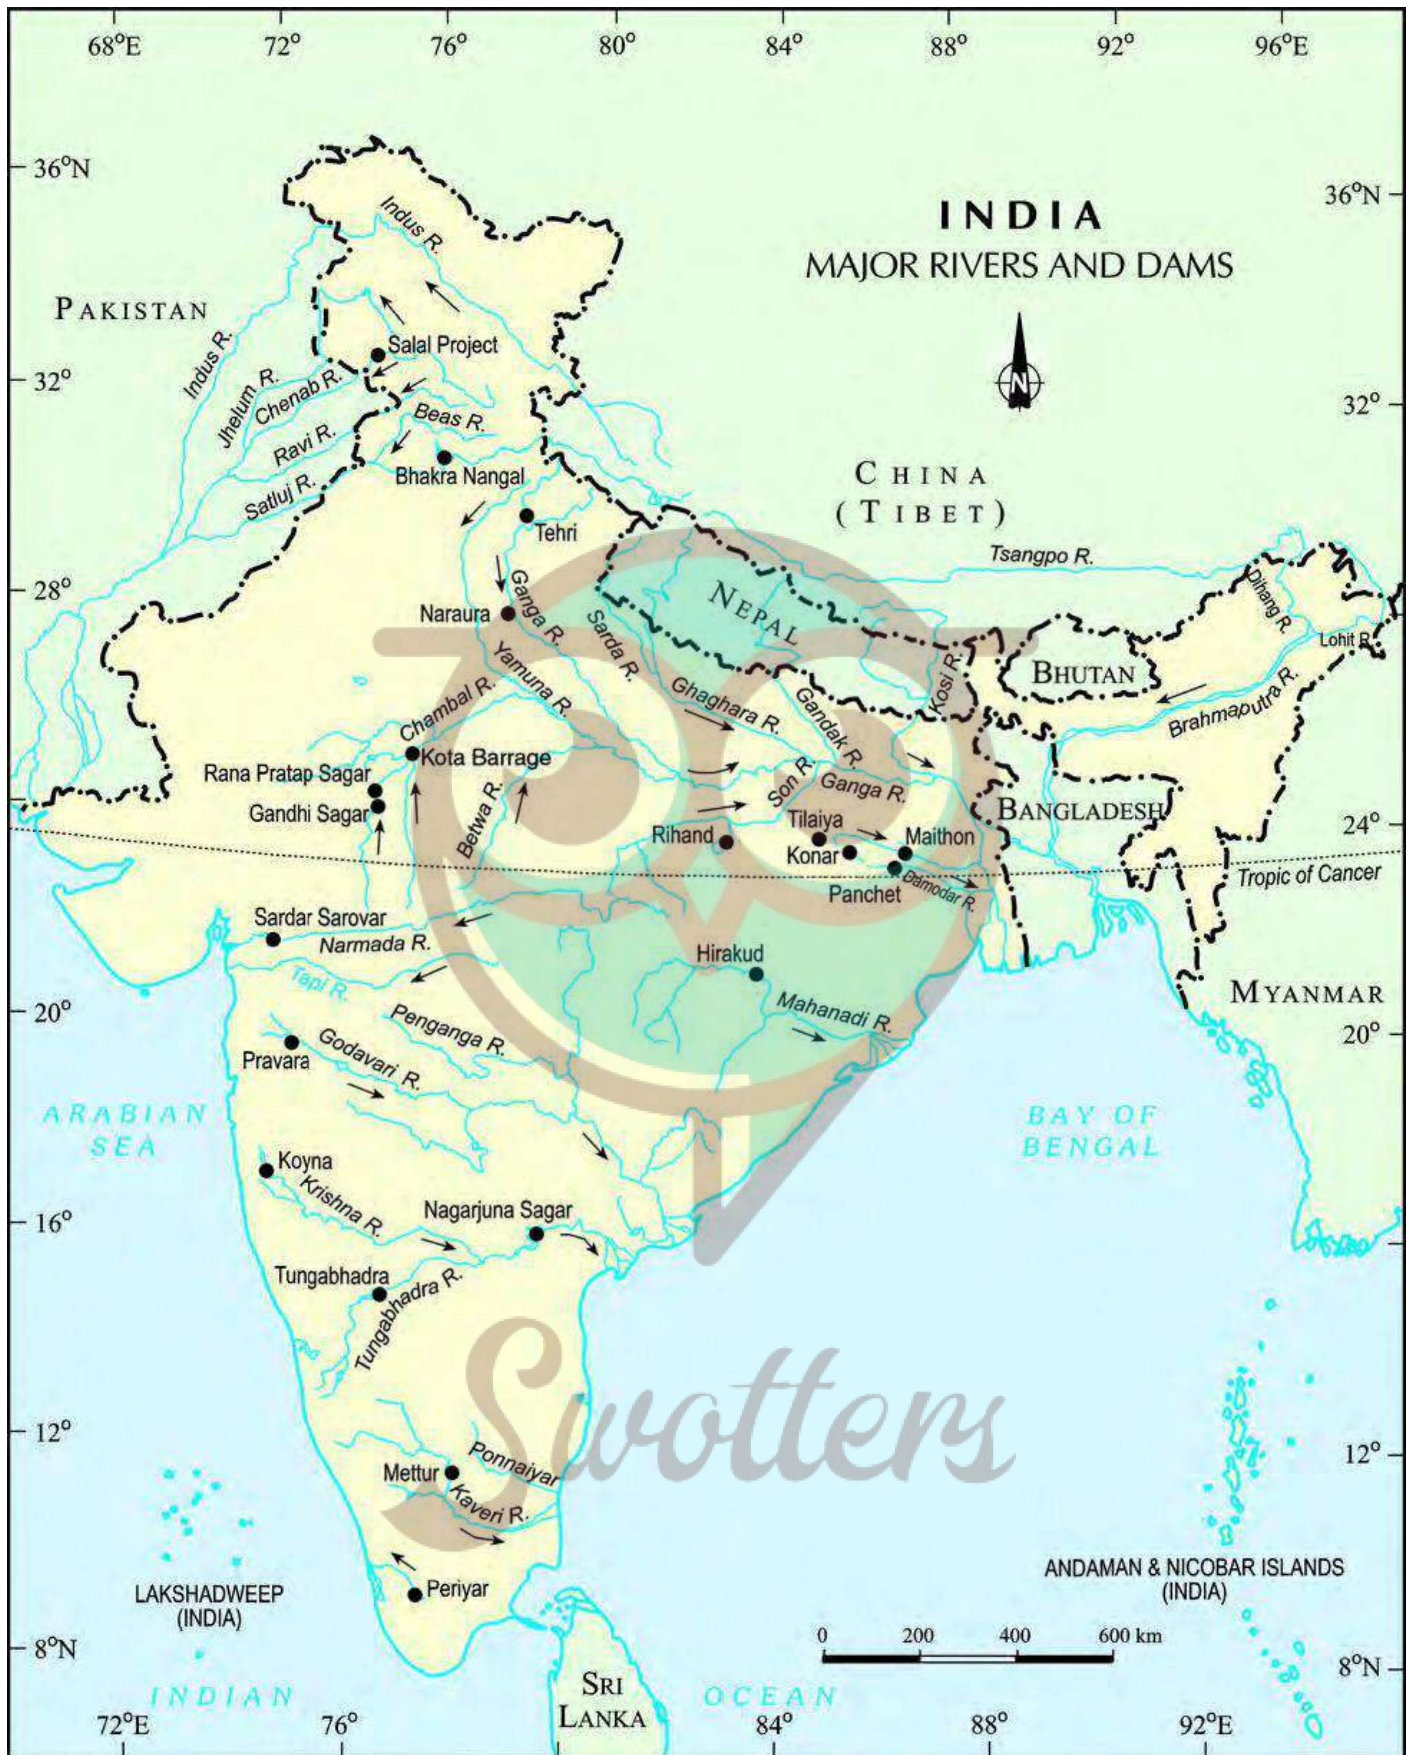 68°E 72° 76° 80° 84° 88° 92° 96°E
36°N
36°N
INDIA
MAJOR RIVERS AND DAMS
Indus R.
PAKISTAN
N
Salal Project
Indus R.
Jhelum R.
Chenab R.
32°
32°
Beas R.
Ravi R.
Bhakra Nangal
Satluj R.
CHINA
(TIBET)
Tehri
Tsangpo R.
28°
28°
Dihang R.
Lohit R.
Naraura
Ganga R.
Sarda R.
NEPAL
BHUTAN
Yamuna R.
Ghaghara R.
Gandak R.
Kosi R.
Brahmaputra R.
Chambal R.
Kota Barrage
Rana Pratap Sagar
Gandhi Sagar
Betwa R.
Son R.
Ganga R.
BANGLADESH
24°
Rihand
Tilaiya
Konar
Maithon
Panchet
Damodar R.
Tropic of Cancer
Sardar Sarovar
Narmada R.
Tapi R.
Hirakud
Mahanadi R.
MYANMAR
20°
20°
Penganga R.
Godavari R.
Pravara
ARABIAN
SEA
BAY OF
BENGAL
Koyna
Krishna R.
Nagarjuna Sagar
16°
Tungabhadra
Tungabhadra R.
Swotters
12°
12°
Ponnaiyar
Mettur
Kaveri R.
Periyar
LAKSHADWEEP
(INDIA)
ANDAMAN & NICOBAR ISLANDS
(INDIA)
0 200 400 600 km
8°N
8°N
SRI
LANKA
INDIAN OCEAN
72°E 76° 84° 88° 92°E